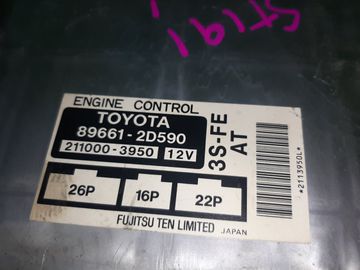 ST191
ENGINE CONTROL
TOYOTA
89661-2D590
211000-3950 12V
3S-FE
AT
26P 16P 22P
FUJITSU TEN LIMITED JAPAN
*2113950L*